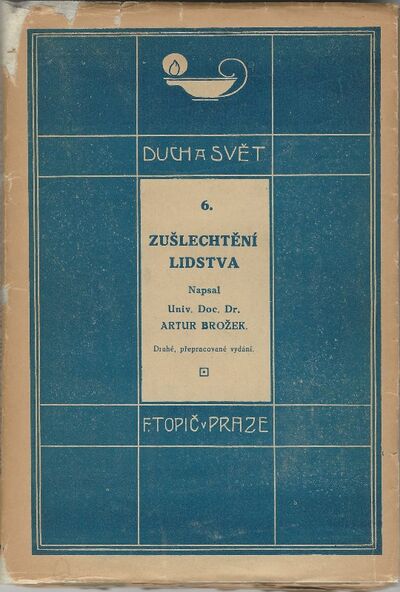 DUCH A SVĚT
6.
ZUŠLECHTĚNÍ
LIDSTVA
Napsal
Univ. Doc. Dr.
ARTUR BROŽEK.
Druhé, přepracované vydání.
F. TOPIČ V PRAZE